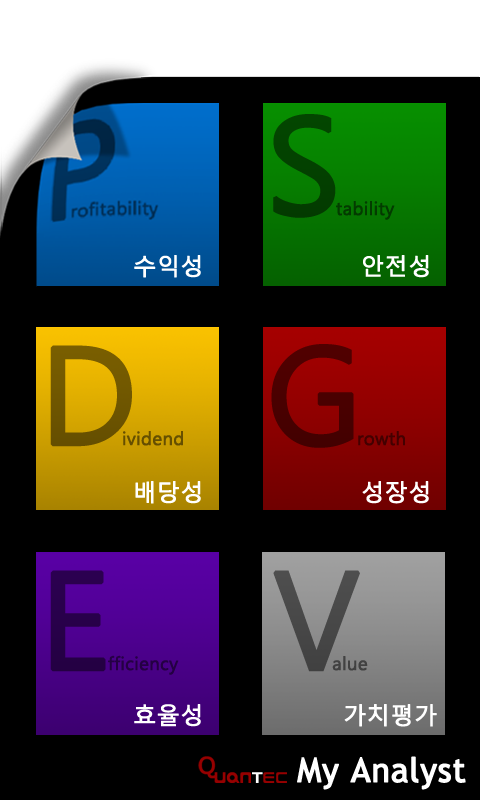 Profitability
수익성
Stability
안전성
Dividend
배당성
Growth
성장성
Efficiency
효율성
Value
가치평가
QUANTEC My Analyst